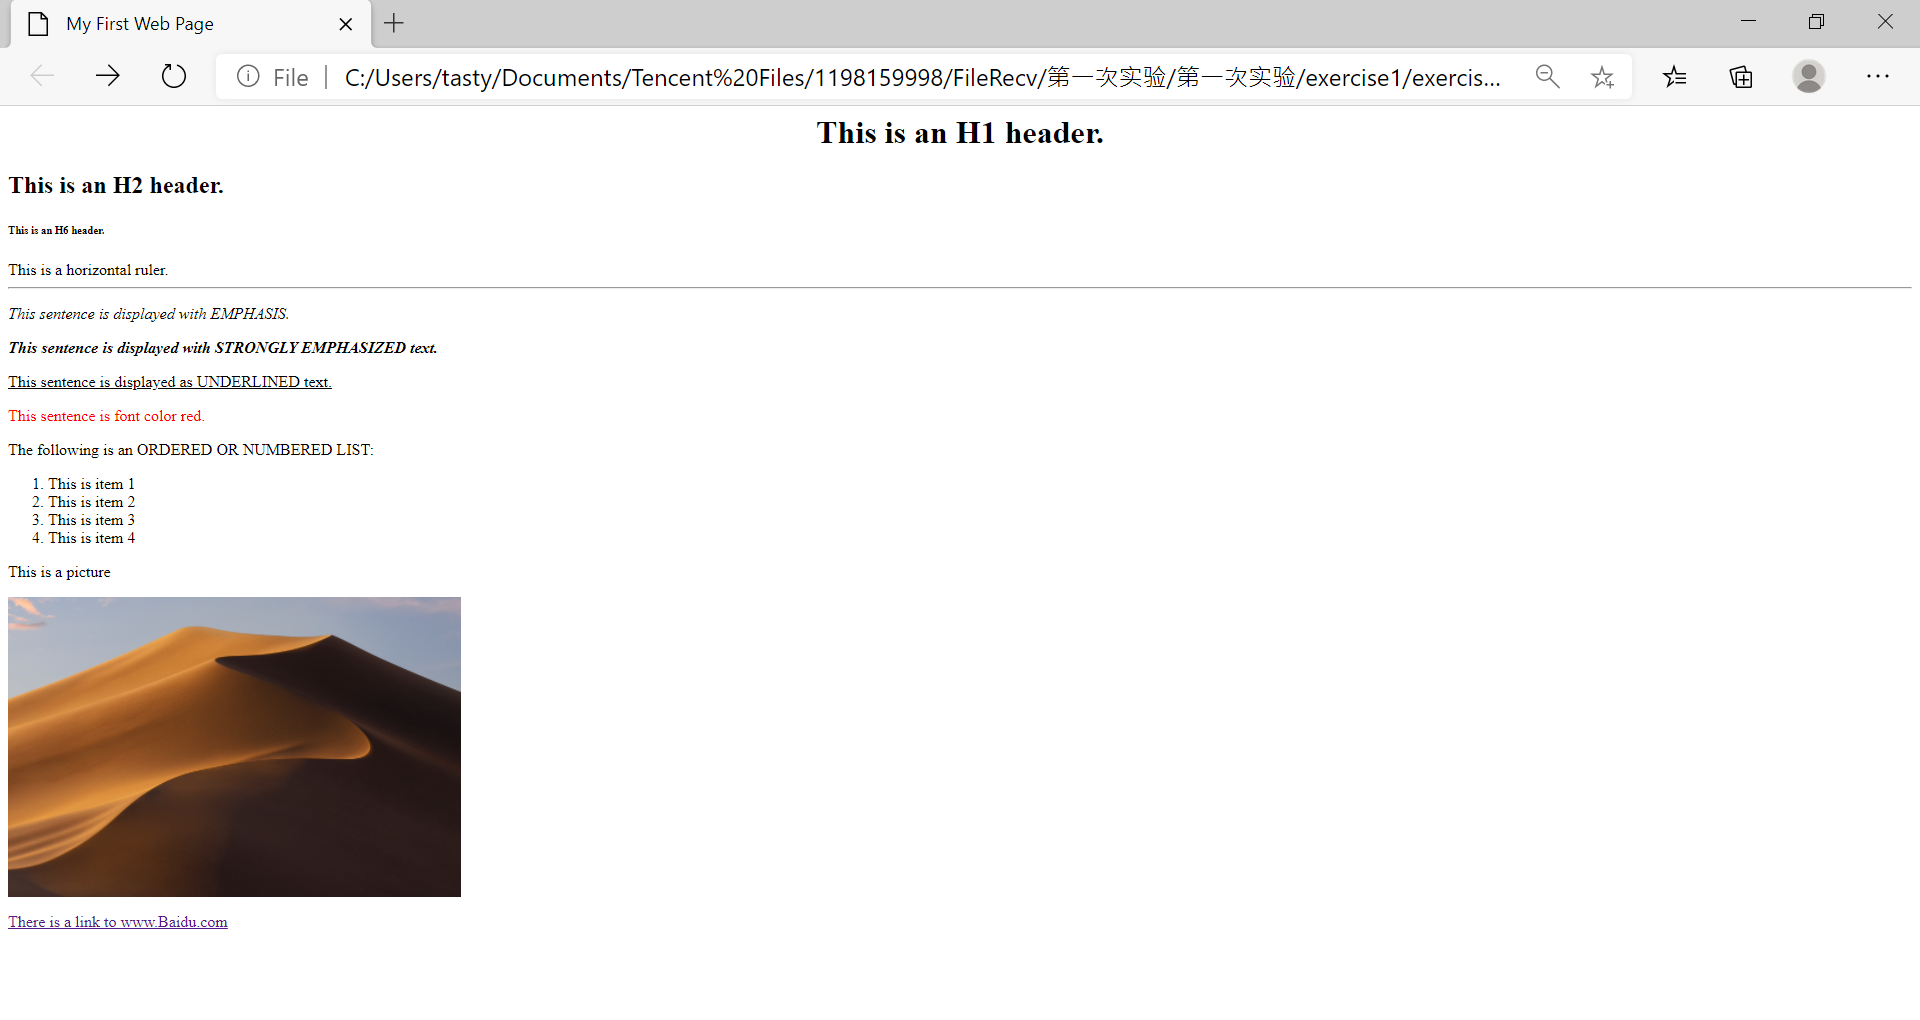 My First Web Page
File
C:/Users/tasty/Documents/Tencent%20Files/1198159998/FileRecv/第一次实验/第一次实验/exercise1/exercis...
This is an H1 header.
This is an H2 header.
This is an H6 header.
This is a horizontal ruler.
This sentence is displayed with EMPHASIS.
This sentence is displayed with STRONGLY EMPHASIZED text.
This sentence is displayed as UNDERLINED text.
This sentence is font color red.
The following is an ORDERED OR NUMBERED LIST:
1. This is item 1
2. This is item 2
3. This is item 3
4. This is item 4
This is a picture
There is a link to www.Baidu.com